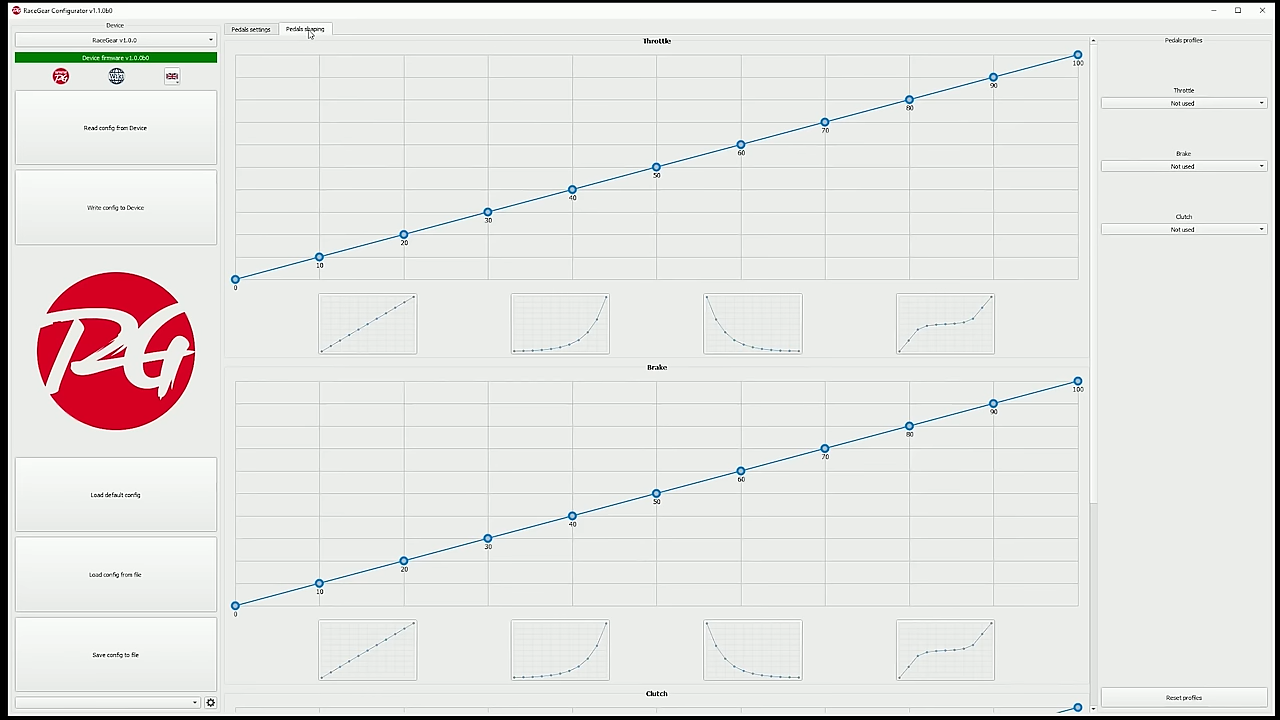 RaceGear Configurator v1.1.0b0
Device
RaceGear v1.0.0
Device firmware v1.0.0b0
WIKI
Read config from Device
Write config to Device
RG
Load default config
Load config from file
Save config to file
Pedals settings
Pedals shaping
Throttle
0
10
20
30
40
50
60
70
80
90
100
Brake
0
10
20
30
40
50
60
70
80
90
100
Clutch
Pedals profiles
Throttle
Not used
Brake
Not used
Clutch
Not used
Reset profiles